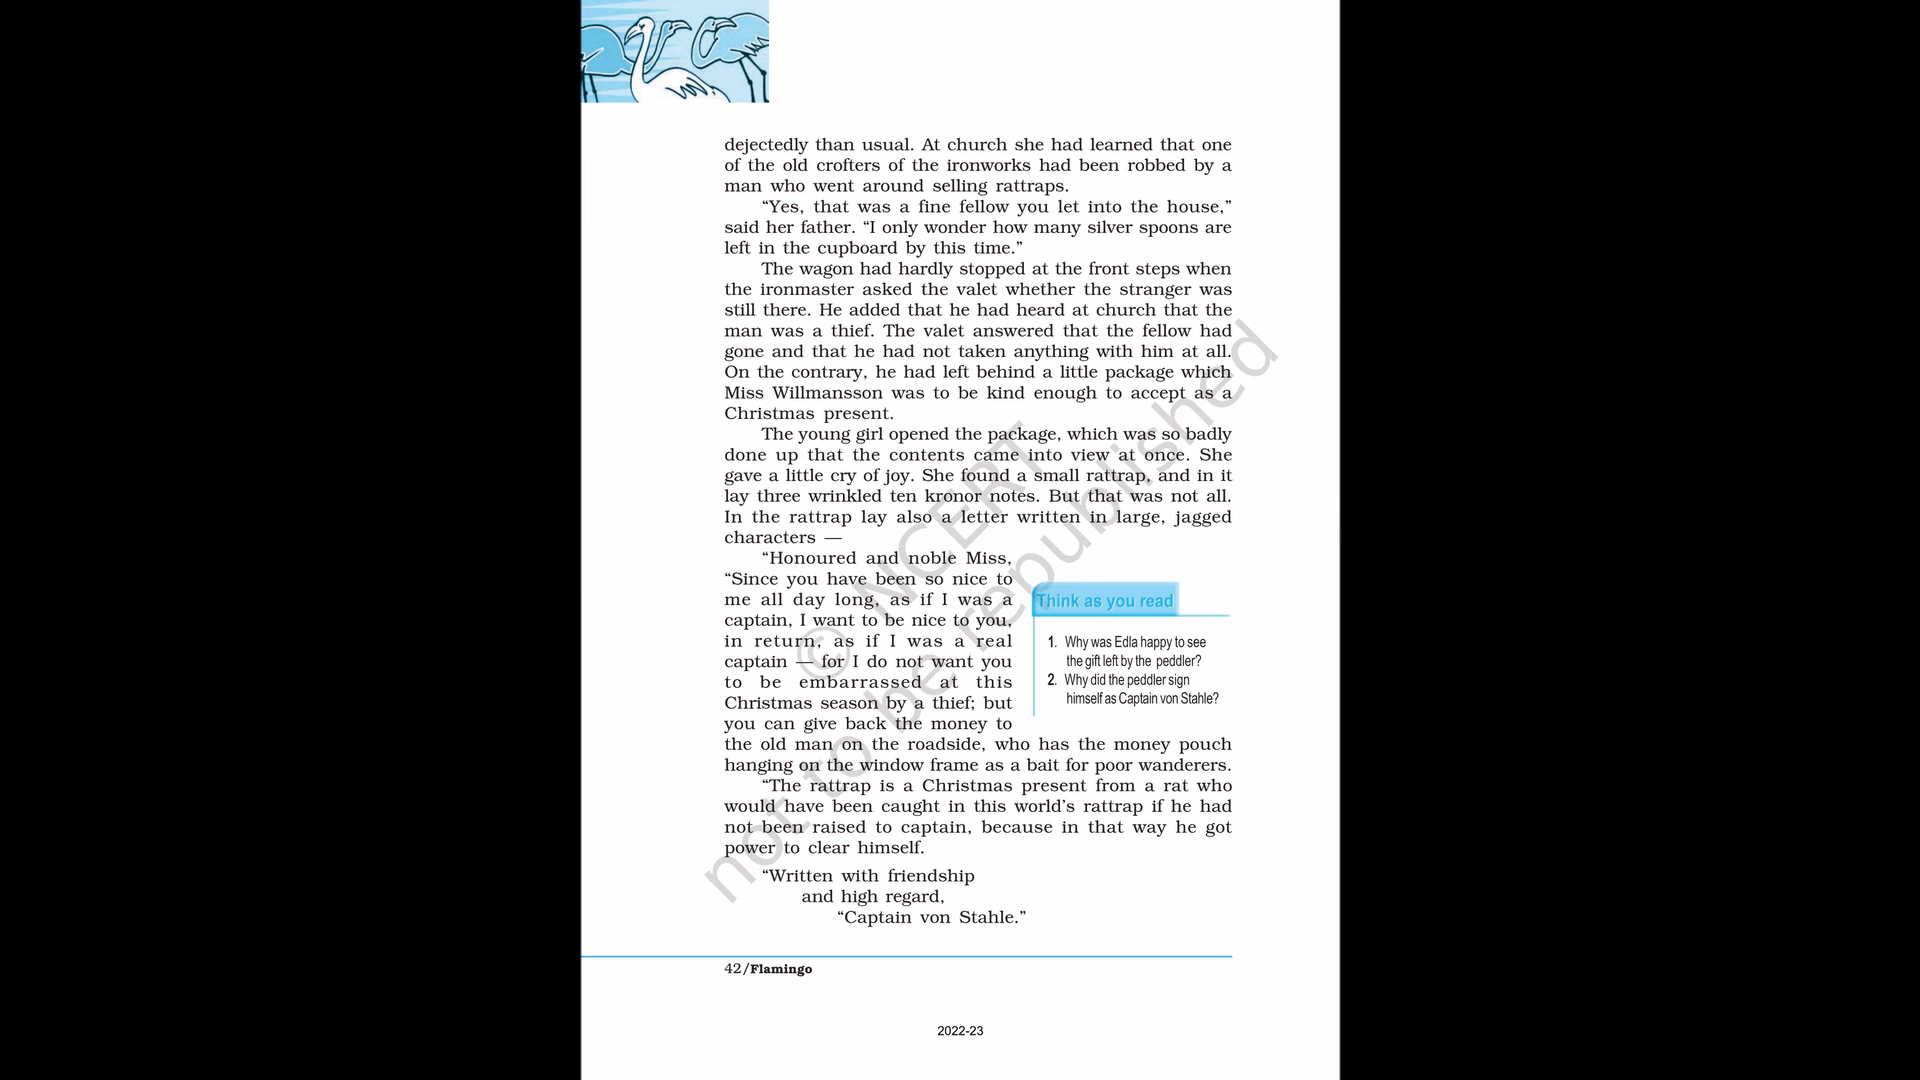 dejectedly than usual. At church she had learned that one
of the old crofters of the ironworks had been robbed by a
man who went around selling rattraps.
“Yes, that was a fine fellow you let into the house,”
said her father. “I only wonder how many silver spoons are
left in the cupboard by this time.”
The wagon had hardly stopped at the front steps when
the ironmaster asked the valet whether the stranger was
still there. He added that he had heard at church that the
man was a thief. The valet answered that the fellow had
gone and that he had not taken anything with him at all.
On the contrary, he had left behind a little package which
Miss Willmansson was to be kind enough to accept as a
Christmas present.
The young girl opened the package, which was so badly
done up that the contents came into view at once. She
gave a little cry of joy. She found a small rattrap, and in it
lay three wrinkled ten kronor notes. But that was not all.
In the rattrap lay also a letter written in large, jagged
characters —
“Honoured and noble Miss,
“Since you have been so nice to
me all day long, as if I was a
captain, I want to be nice to you,
in return, as if I was a real
captain — for I do not want you
to be embarrassed at this
Christmas season by a thief; but
you can give back the money to
the old man on the roadside, who has the money pouch
hanging on the window frame as a bait for poor wanderers.
“The rattrap is a Christmas present from a rat who
would have been caught in this world’s rattrap if he had
not been raised to captain, because in that way he got
power to clear himself.
“Written with friendship
and high regard,
“Captain von Stahle.”
Think as you read
1. Why was Edla happy to see
the gift left by the peddler?
2. Why did the peddler sign
himself as Captain von Stahle?
42/Flamingo
2022-23
© NCERT
not to be republished